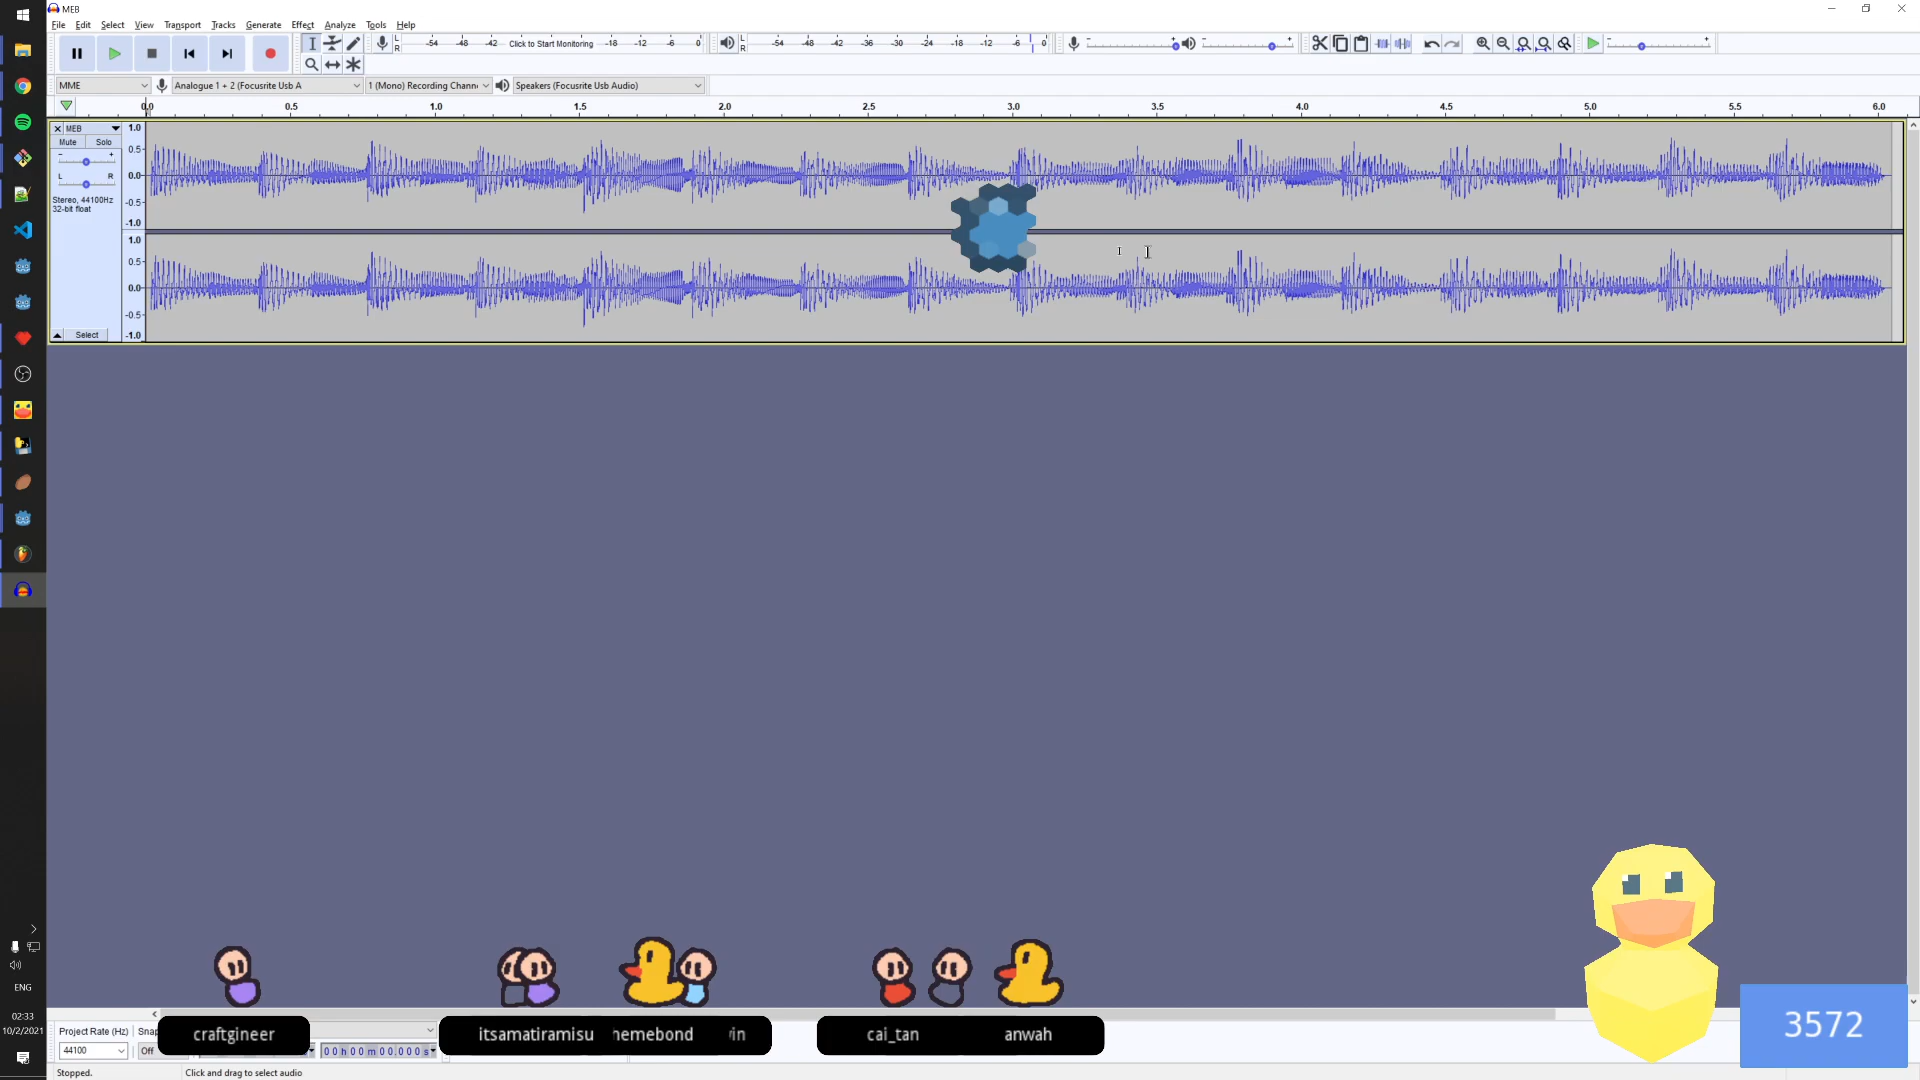 MEB
File Edit Select View Transport Tracks Generate Effect Analyze Tools Help
L R -54 -48 -42 Click to Start Monitoring -18 -12 -6 0
L R -54 -48 -42 -36 -30 -24 -18 -12 -6 0
MME Analogue 1 + 2 (Focusrite Usb A 1 (Mono) Recording Chann Speakers (Focusrite Usb Audio)
0.0 0.5 1.0 1.5 2.0 2.5 3.0 3.5 4.0 4.5 5.0 5.5 6.0
MEB
Mute Solo
- +
L R
Stereo, 44100Hz
32-bit float
Select
1.0
0.5
0.0
-0.5
-1.0
1.0
0.5
0.0
-0.5
-1.0
ENG
02:33
10/2/2021
Project Rate (Hz) Snap
44100 Off 00h00m00.000s
craftgineer itsamatiramisu hemebond in cai_tan anwah
3572
Stopped. Click and drag to select audio